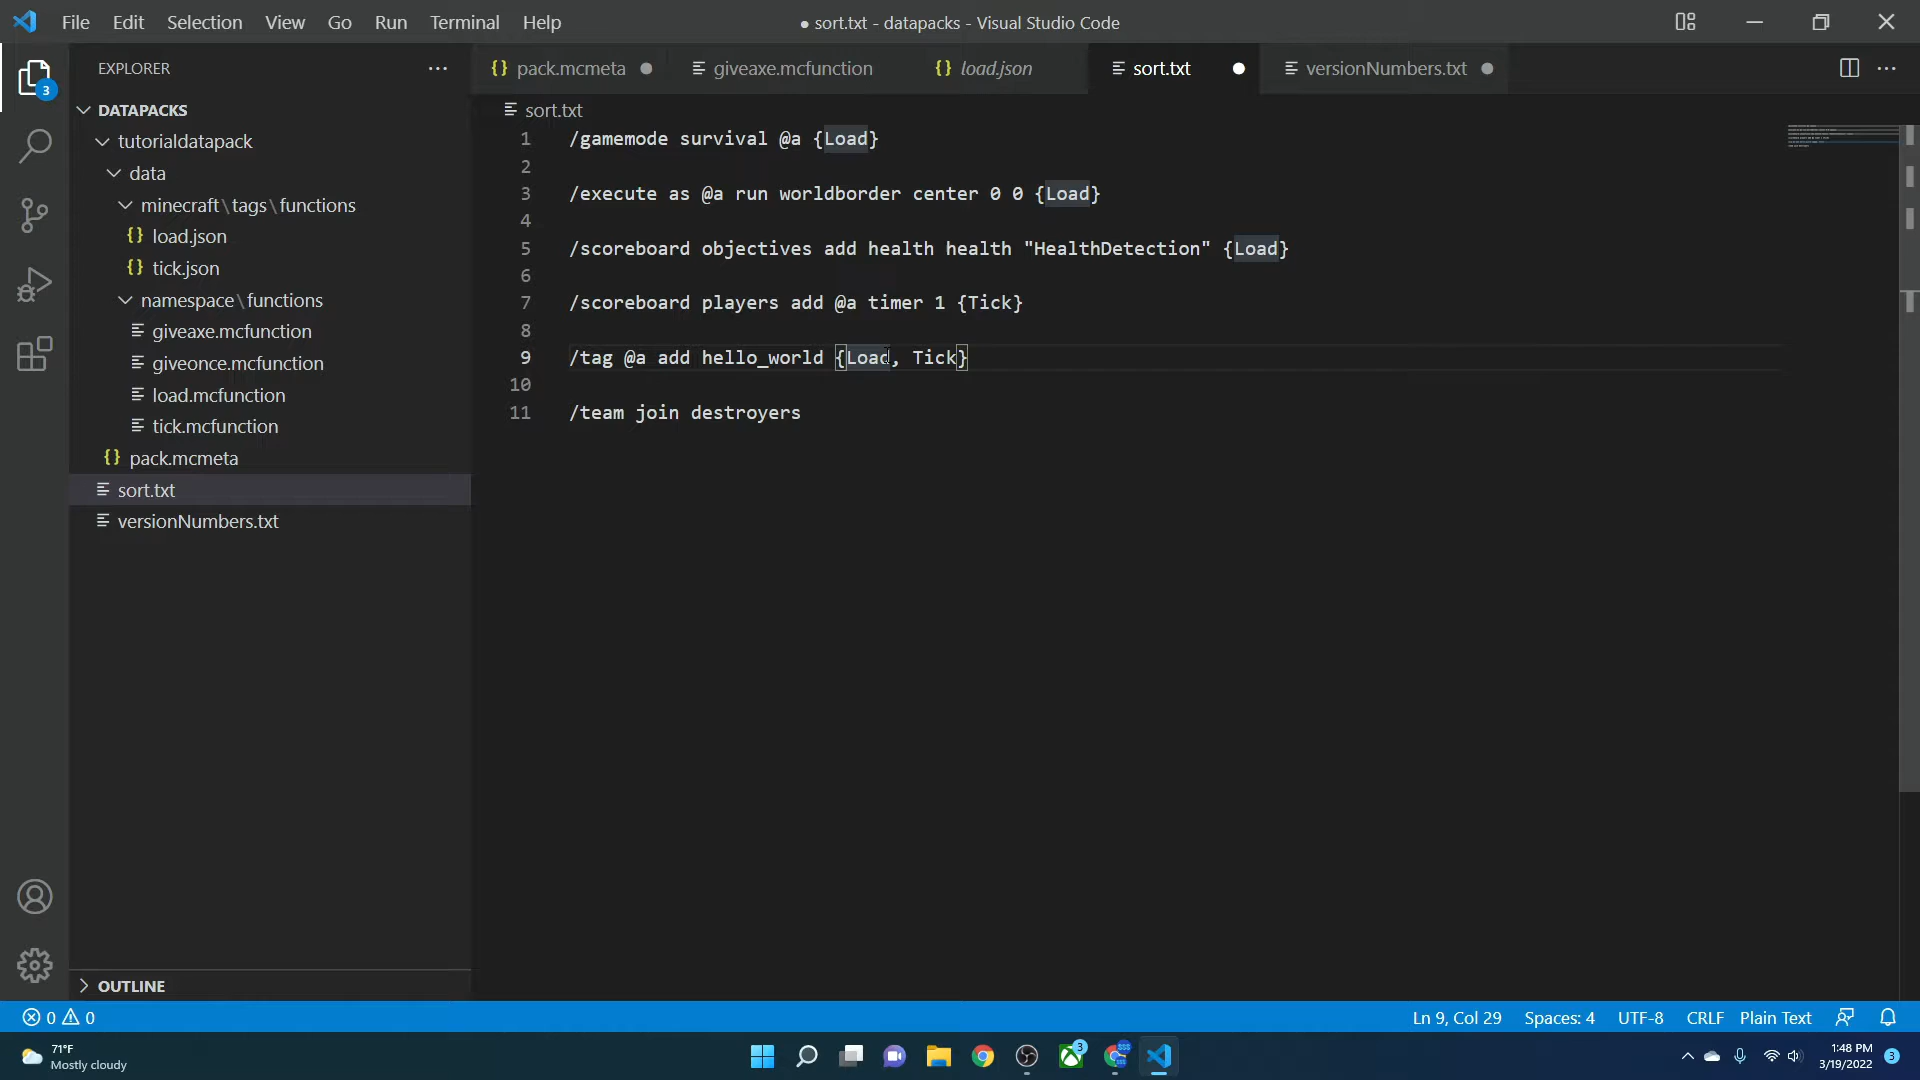 File Edit Selection View Go Run Terminal Help
● sort.txt - datapacks - Visual Studio Code
EXPLORER
3
DATAPACKS
tutorialdatapack
data
minecraft\tags\functions
{} load.json
{} tick.json
namespace\functions
giveaxe.mcfunction
giveonce.mcfunction
load.mcfunction
tick.mcfunction
{} pack.mcmeta
sort.txt
versionNumbers.txt
OUTLINE
{} pack.mcmeta ● giveaxe.mcfunction {} load.json sort.txt ● versionNumbers.txt ●
sort.txt
1 /gamemode survival @a {Load}
2
3 /execute as @a run worldborder center 0 0 {Load}
4
5 /scoreboard objectives add health health "HealthDetection" {Load}
6
7 /scoreboard players add @a timer 1 {Tick}
8
9 /tag @a add hello_world {Load, Tick}
10
11 /team join destroyers
0 0
Ln 9, Col 29 Spaces: 4 UTF-8 CRLF Plain Text
71°F
Mostly cloudy
3
1:48 PM
3/19/2022
3